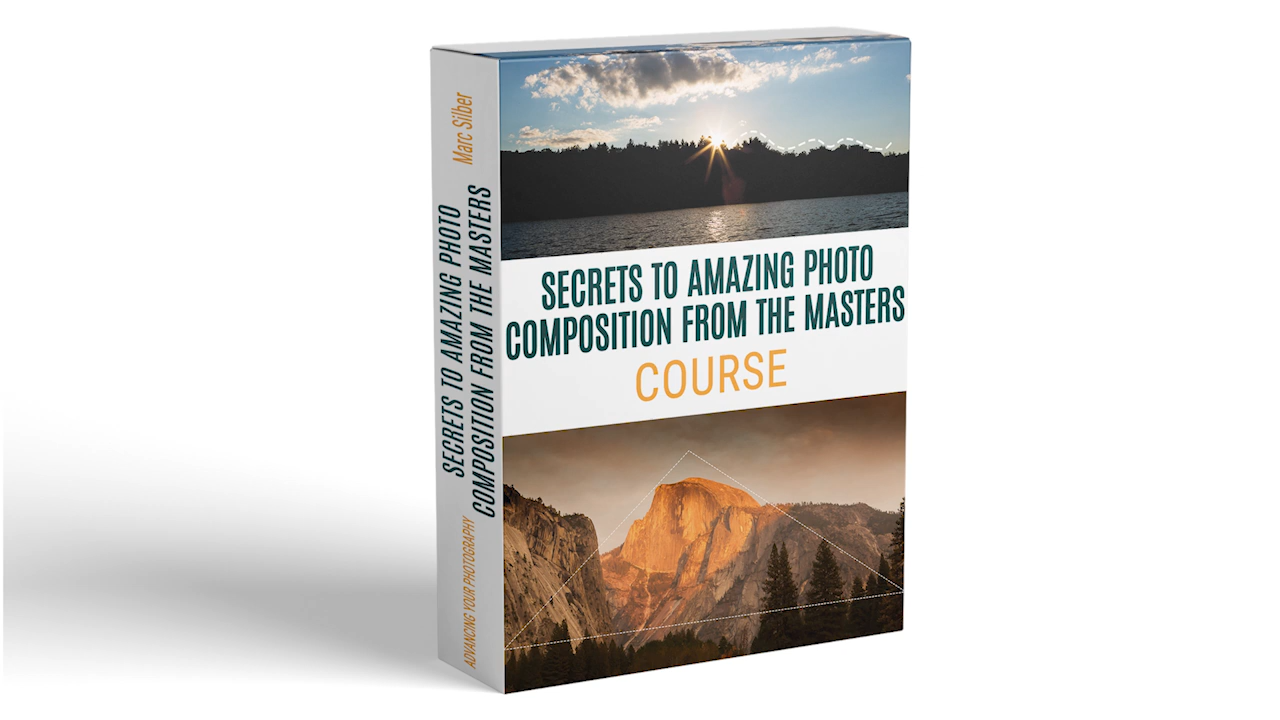 SECRETS TO AMAZING PHOTO
COMPOSITION FROM THE MASTERS
COURSE
Marc Silber
SECRETS TO AMAZING PHOTO
COMPOSITION FROM THE MASTERS
ADVANCING YOUR PHOTOGRAPHY